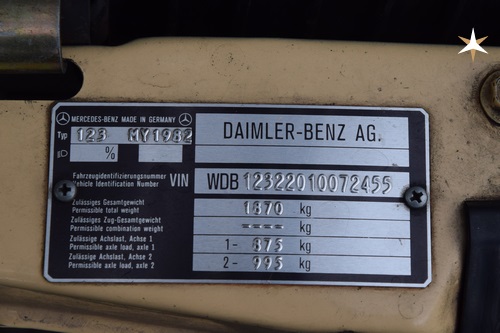 MERCEDES-BENZ MADE IN GERMANY
Typ 123 MY1982
%
DAIMLER-BENZ AG.
Fahrzeugidentifizierungsnummer
Vehicle Identification Number VIN WDB 12322010072455
Zulässiges Gesamtgewicht
Permissible total weight 1870 kg
Zulässiges Zug-Gesamtgewicht
Permissible combination weight ---- kg
Zulässige Achslast, Achse 1
Permissible axle load, axle 1 1- 875 kg
Zulässige Achslast, Achse 2
Permissible axle load, axle 2 2- 995 kg